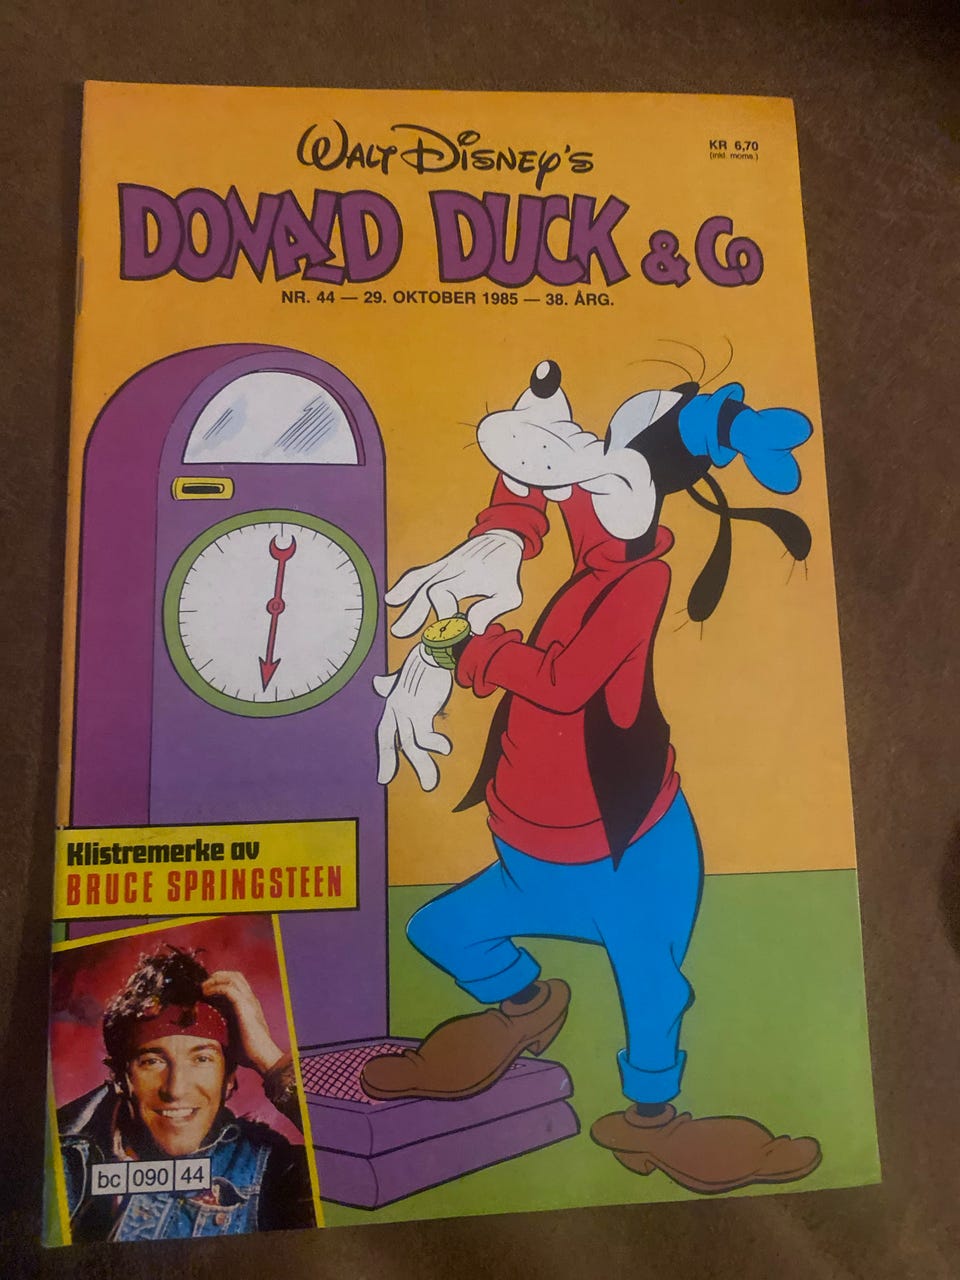 WALT DISNEY'S
KR 6,70
(inkl. moms.)
DONALD DUCK & Co
NR. 44 — 29. OKTOBER 1985 — 38. ÅRG.
Klistremerke av
BRUCE SPRINGSTEEN
bc 090 44